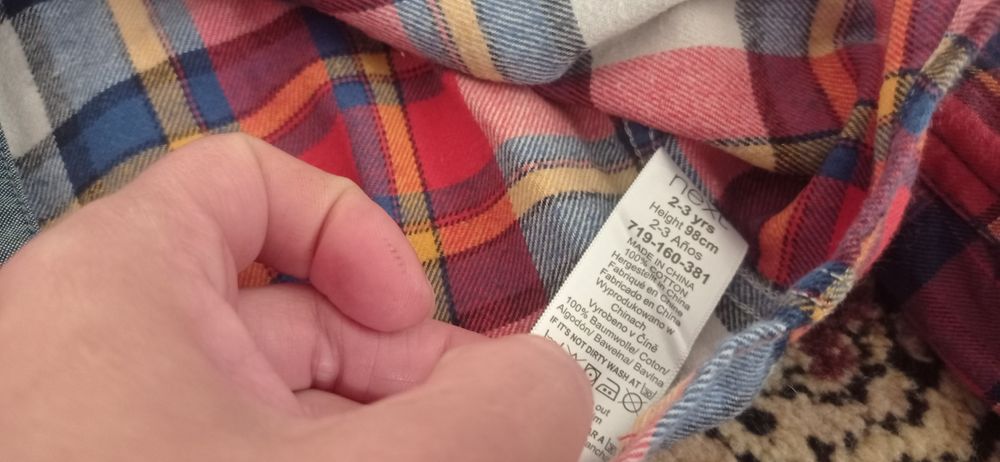 next
2-3 yrs
Height 98cm
2-3 Años
719-160-381
MADE IN CHINA
100% COTTON
Hergestellt in China
Fabriqué en Chine
Fabricado en China
Wyprodukowano w
Chinach,
Vyrobeno v Číně
100% Baumwolle/ Coton/
Algodón/ Bawełna/ Bavlna
IF IT'S NOT DIRTY WASH AT 30
out